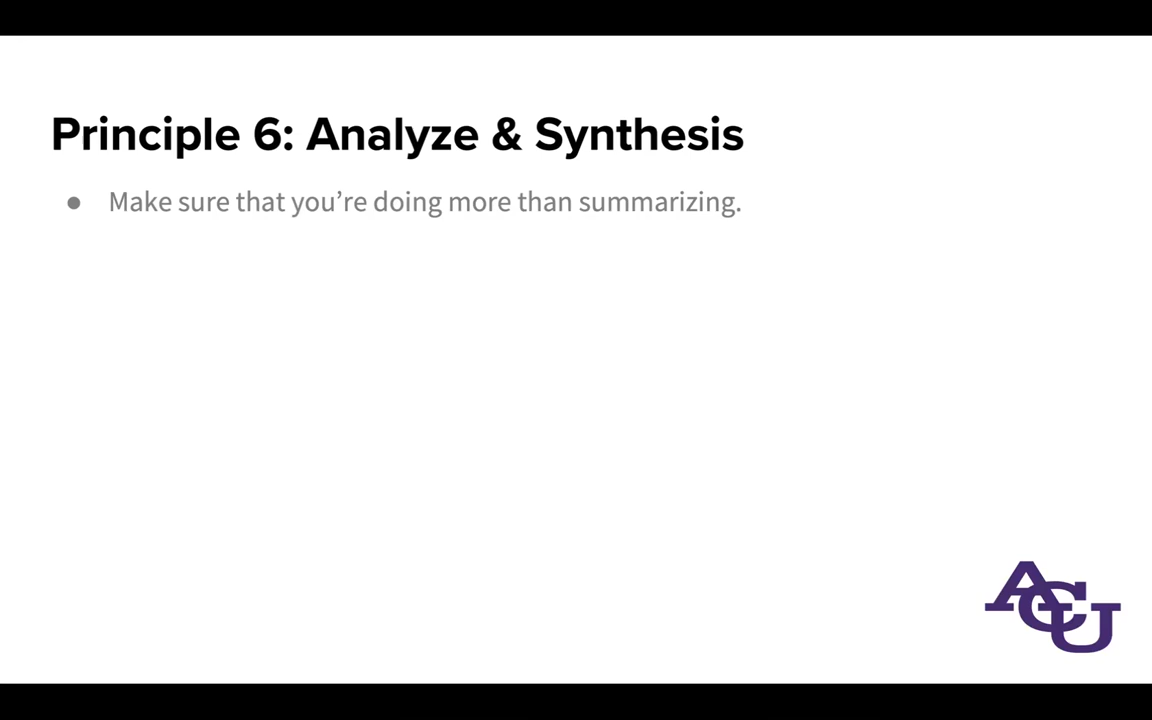 Principle 6: Analyze & Synthesis
● Make sure that you’re doing more than summarizing.
ACU